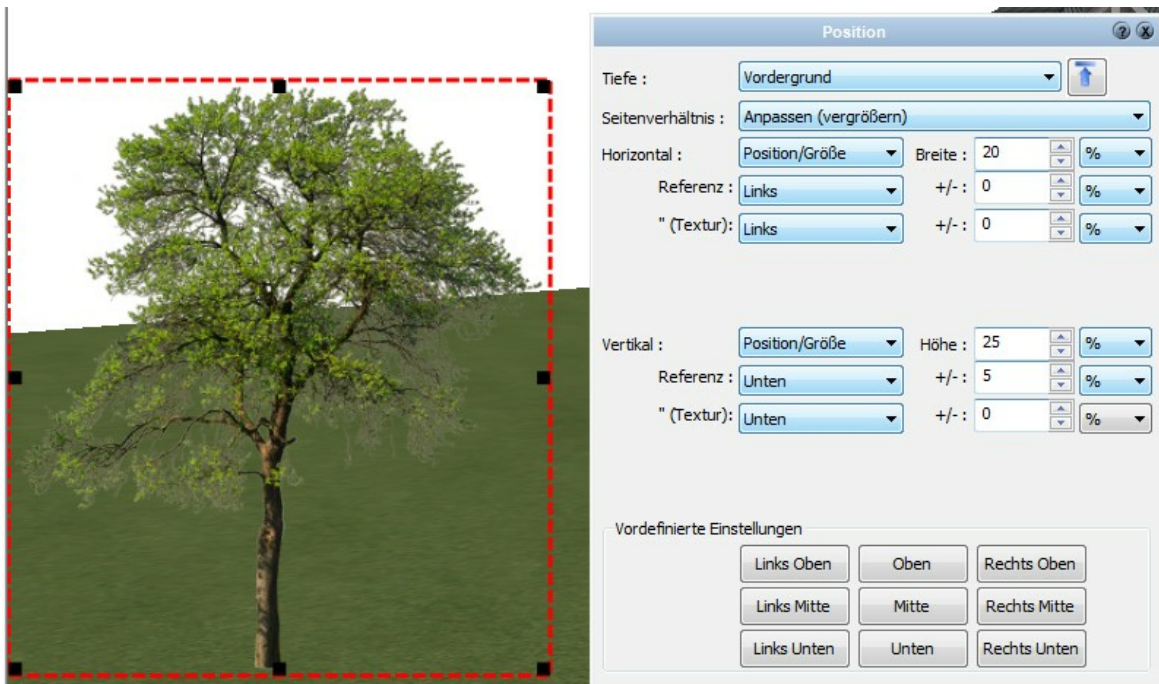 Position
Tiefe : Vordergrund
Seitenverhältnis : Anpassen (vergrößern)
Horizontal : Position/Größe Breite : 20 %
Referenz : Links +/- : 0 %
" (Textur): Links +/- : 0 %
Vertikal : Position/Größe Höhe : 25 %
Referenz : Unten +/- : 5 %
" (Textur): Unten +/- : 0 %
Vordefinierte Einstellungen
Links Oben Oben Rechts Oben
Links Mitte Mitte Rechts Mitte
Links Unten Unten Rechts Unten